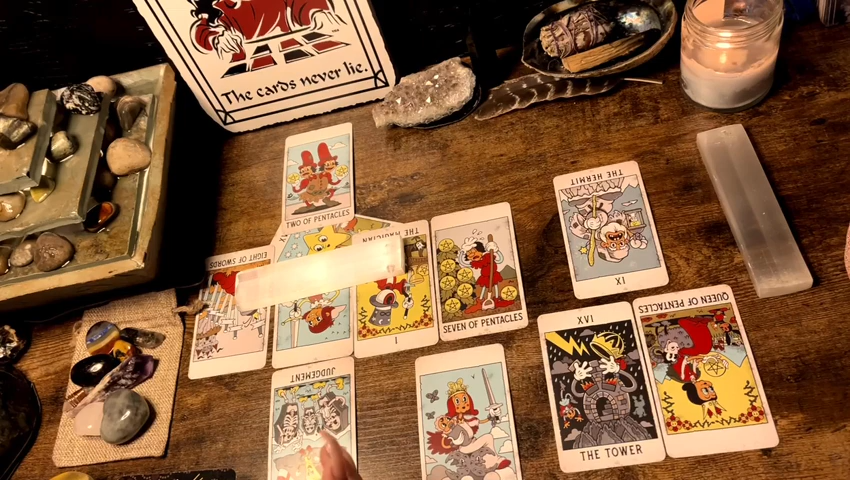 The cards never lie.
TWO OF PENTACLES
EIGHT OF SWORDS
THE MAGICIAN
I
SEVEN OF PENTACLES
THE HERMIT
IX
XVI
THE TOWER
QUEEN OF PENTACLES
JUDGEMENT